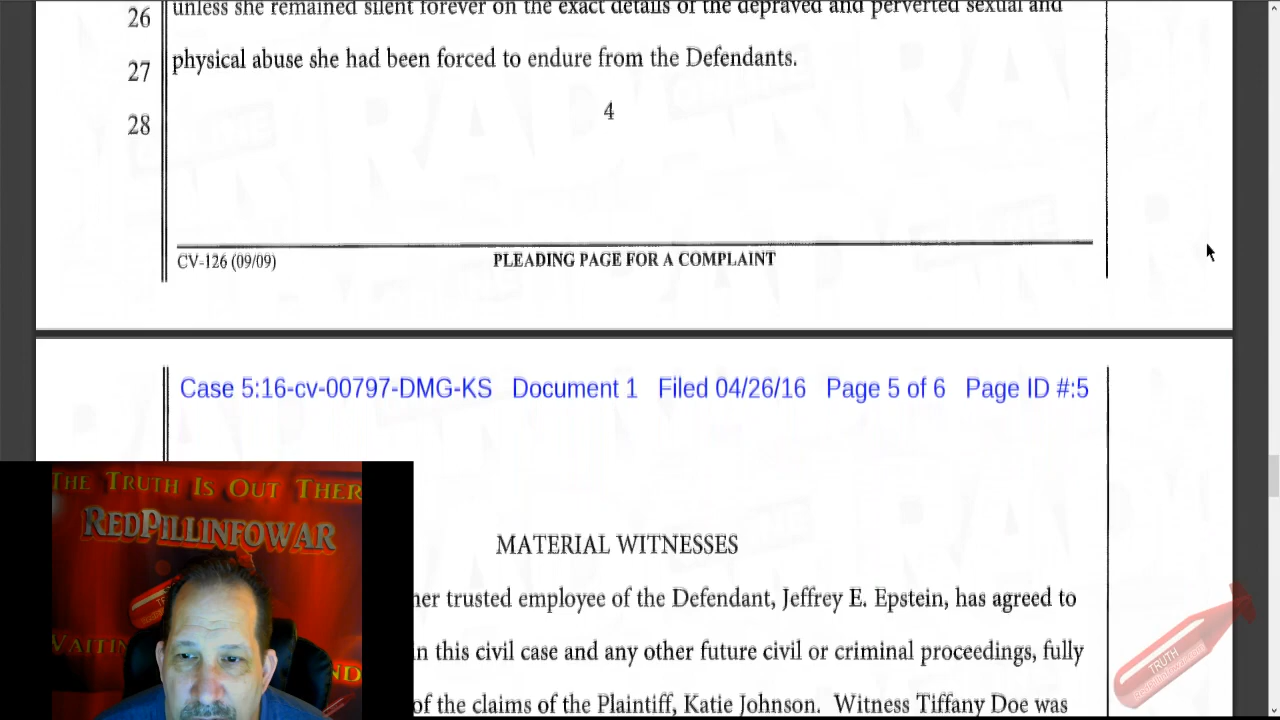 26 unless she remained silent forever on the exact details of the depraved and perverted sexual and
27 physical abuse she had been forced to endure from the Defendants.
4
28
CV-126 (09/09) PLEADING PAGE FOR A COMPLAINT
Case 5:16-cv-00797-DMG-KS Document 1 Filed 04/26/16 Page 5 of 6 Page ID #:5
THE TRUTH IS OUT THER
REDPILLINFOWAR
MATERIAL WITNESSES
her trusted employee of the Defendant, Jeffrey E. Epstein, has agreed to
in this civil case and any other future civil or criminal proceedings, fully
of the claims of the Plaintiff, Katie Johnson. Witness Tiffany Doe was
WAITIN
ND
TRUTH